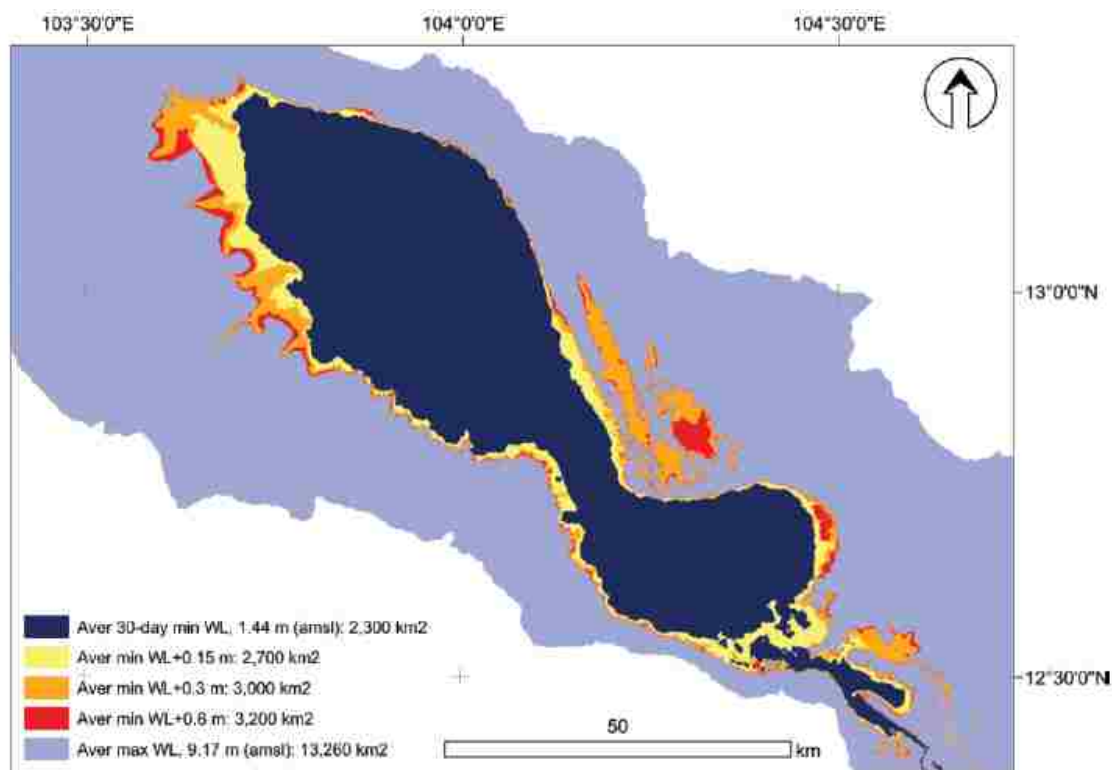 103°30'0"E 104°0'0"E 104°30'0"E
13°0'0"N
Aver 30-day min WL, 1.44 m (amsl): 2,300 km2
Aver min WL+0.15 m: 2,700 km2
Aver min WL+0.3 m: 3,000 km2
12°30'0"N
Aver min WL+0.6 m: 3,200 km2
50
Aver max WL, 9.17 m (amsl): 13,260 km2
km